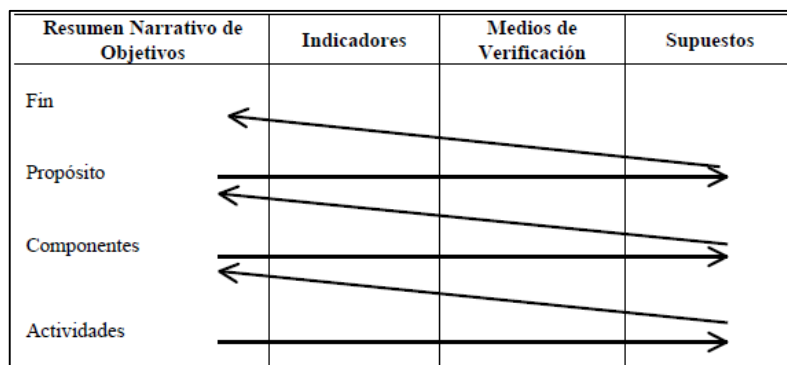 Resumen Narrativo de
Objetivos
Indicadores
Medios de
Verificación
Supuestos
Fin
Propósito
Componentes
Actividades